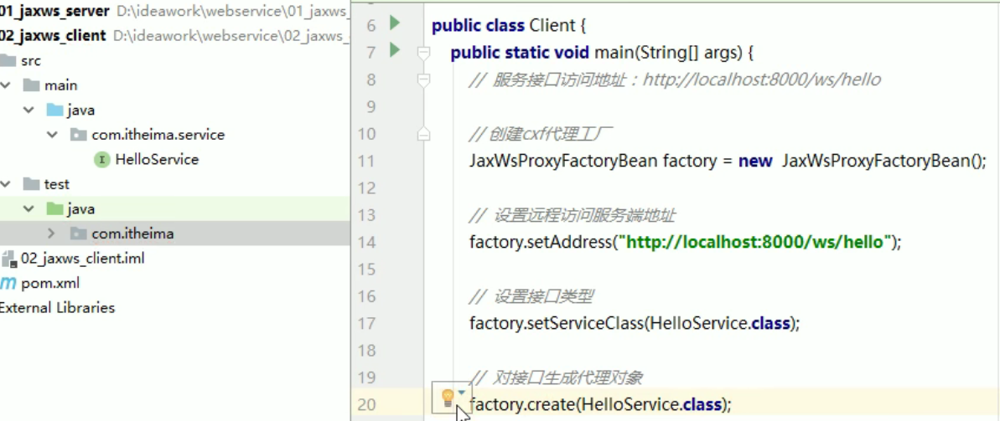 01_jaxws_server D:\ideawork\webservice\01_jaxws_
02_jaxws_client D:\ideawork\webservice\02_jaxws_
src
main
java
com.itheima.service
I HelloService
test
java
com.itheima
02_jaxws_client.iml
m pom.xml
External Libraries
6 public class Client {
7 public static void main(String[] args) {
8 // 服务接口访问地址：http://localhost:8000/ws/hello
9
10 // 创建cxf代理工厂
11 JaxWsProxyFactoryBean factory = new JaxWsProxyFactoryBean();
12
13 // 设置远程访问服务端地址
14 factory.setAddress("http://localhost:8000/ws/hello");
15
16 // 设置接口类型
17 factory.setServiceClass(HelloService.class);
18
19 // 对接口生成代理对象
20 factory.create(HelloService.class);